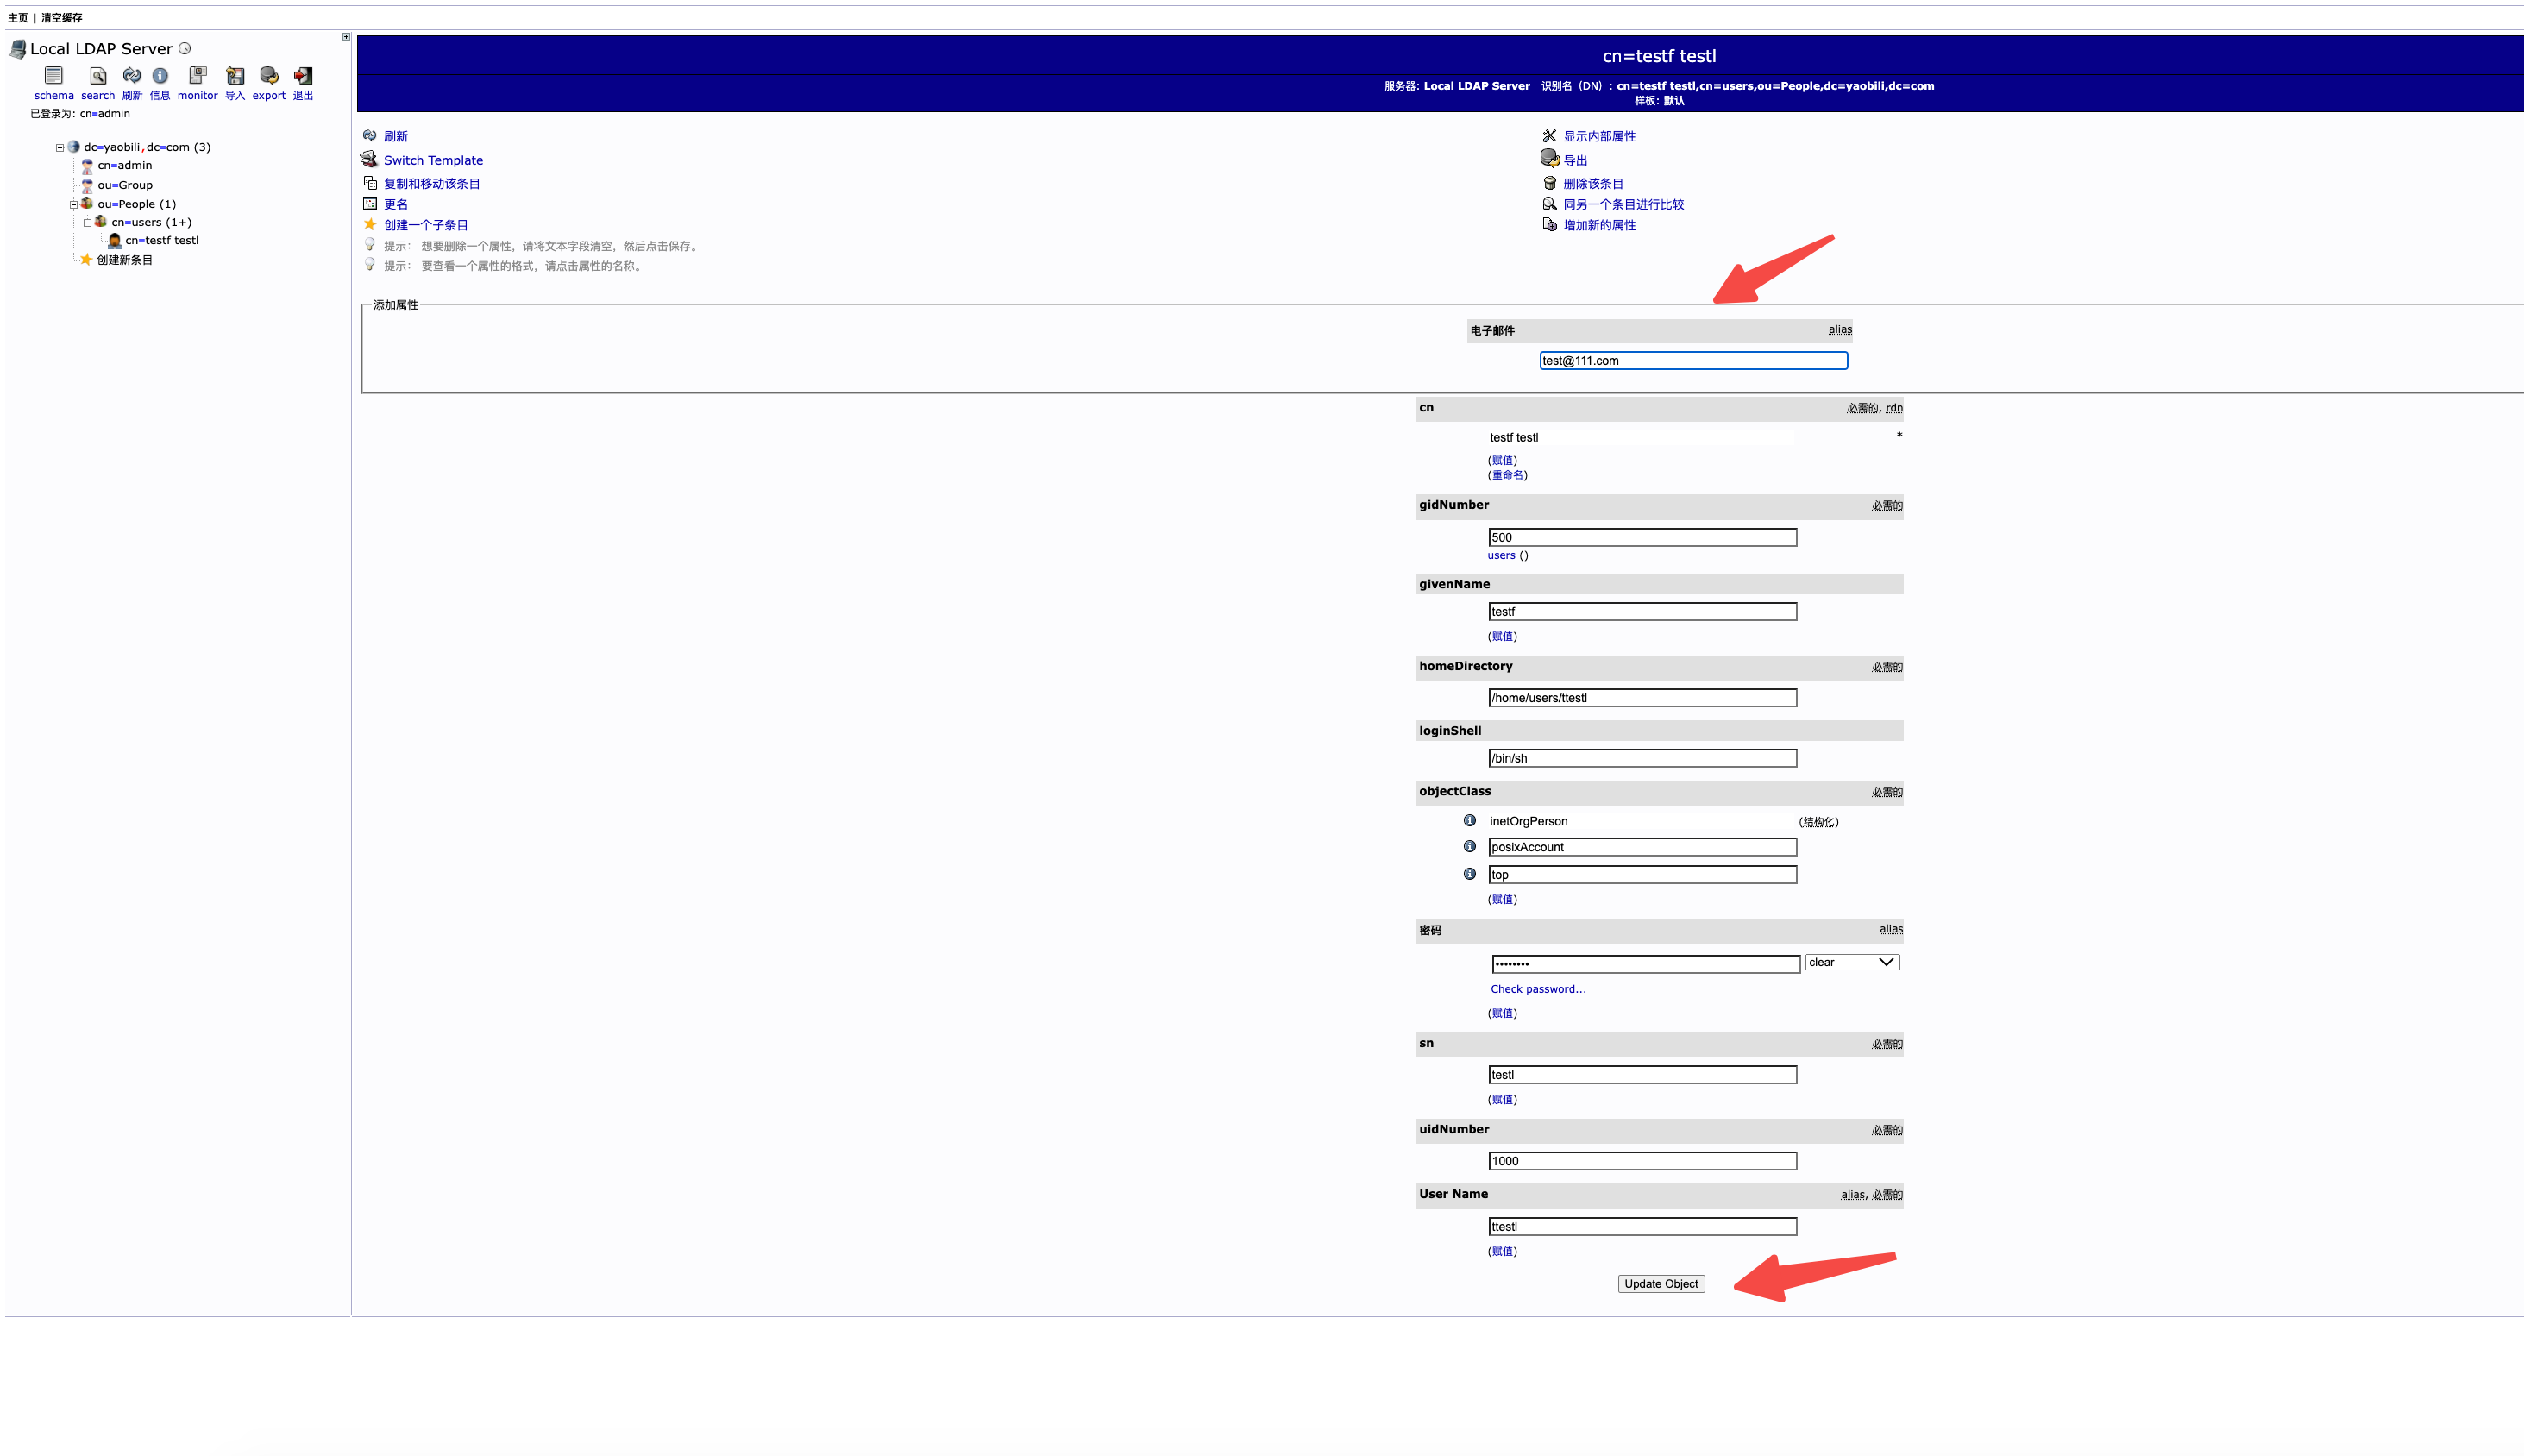 主页 | 清空缓存
Local LDAP Server
schema search 刷新 信息 monitor 导入 export 退出
已登录为: cn=admin
dc=yaobili,dc=com (3)
cn=admin
ou=Group
ou=People (1)
cn=users (1+)
cn=testf testl
创建新条目
cn=testf testl
服务器: Local LDAP Server 识别名（DN）: cn=testf testl,cn=users,ou=People,dc=yaobili,dc=com
样板: 默认
刷新
Switch Template
复制和移动该条目
更名
创建一个子条目
提示: 想要删除一个属性，请将文本字段清空，然后点击保存。
提示: 要查看一个属性的格式，请点击属性的名称。
显示内部属性
导出
删除该条目
同另一个条目进行比较
增加新的属性
添加属性
电子邮件 alias
test@111.com
cn 必需的, rdn
testf testl *
(赋值)
(重命名)
gidNumber 必需的
500
users ()
givenName
testf
(赋值)
homeDirectory 必需的
/home/users/ttestl
loginShell
/bin/sh
objectClass 必需的
inetOrgPerson (结构化)
posixAccount
top
(赋值)
密码 alias
•••••••• clear
Check password...
(赋值)
sn 必需的
testl
(赋值)
uidNumber 必需的
1000
User Name alias, 必需的
ttestl
(赋值)
Update Object